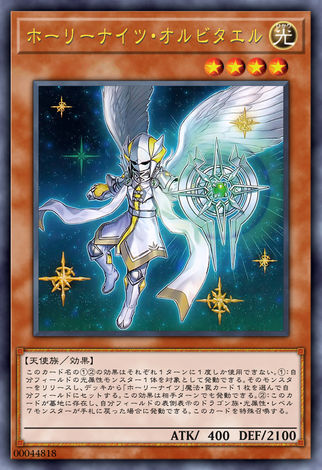 ホーリーナイツ・オルビタエル
光
【天使族/効果】
このカード名の①②の効果はそれぞれ1ターンに1度しか使用できない。①:自
分フィールドの光属性モンスター1体を対象として発動できる。そのモンスター
をリリースし、デッキから「ホーリーナイツ」魔法・罠カード1枚を選んで自分
フィールドにセットする。この効果は相手ターンでも発動できる。②:このカー
ドが墓地に存在し、自分フィールドの表側表示のドラゴン族・光属性・レベル
7モンスターが手札に戻った場合に発動できる。このカードを特殊召喚する。
ATK/ 400 DEF/2100
00044818